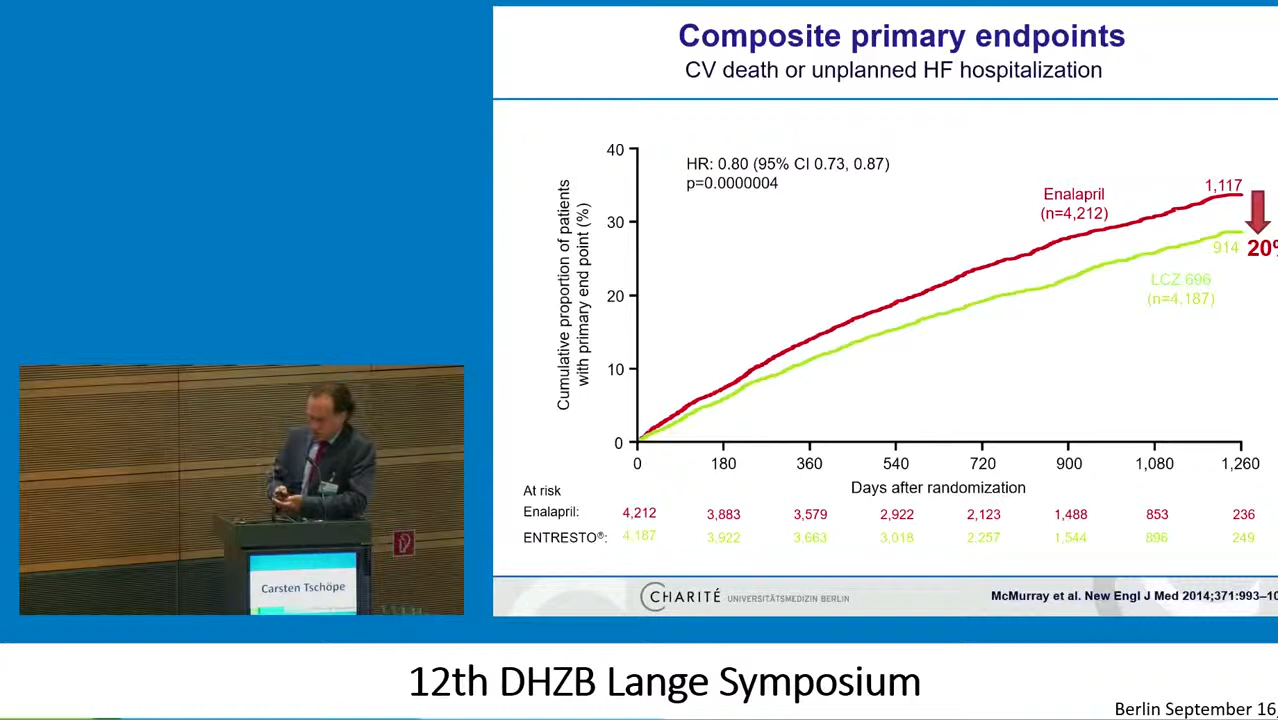 Composite primary endpoints
CV death or unplanned HF hospitalization
Cumulative proportion of patients
with primary end point (%)
40
30
20
10
0
HR: 0.80 (95% CI 0.73, 0.87)
p=0.0000004
Enalapril
(n=4,212)
1,117
914
20%
LCZ 696
(n=4.187)
0 180 360 540 720 900 1,080 1,260
Days after randomization
At risk
Enalapril: 4,212 3,883 3,579 2,922 2,123 1,488 853 236
ENTRESTO®: 4,187 3,922 3,663 3,018 2.257 1,544 896 249
CHARITÉ UNIVERSITÄTSMEDIZIN BERLIN
McMurray et al. New Engl J Med 2014;371:993–10
Carsten Tschöpe
12th DHZB Lange Symposium
Berlin September 16,